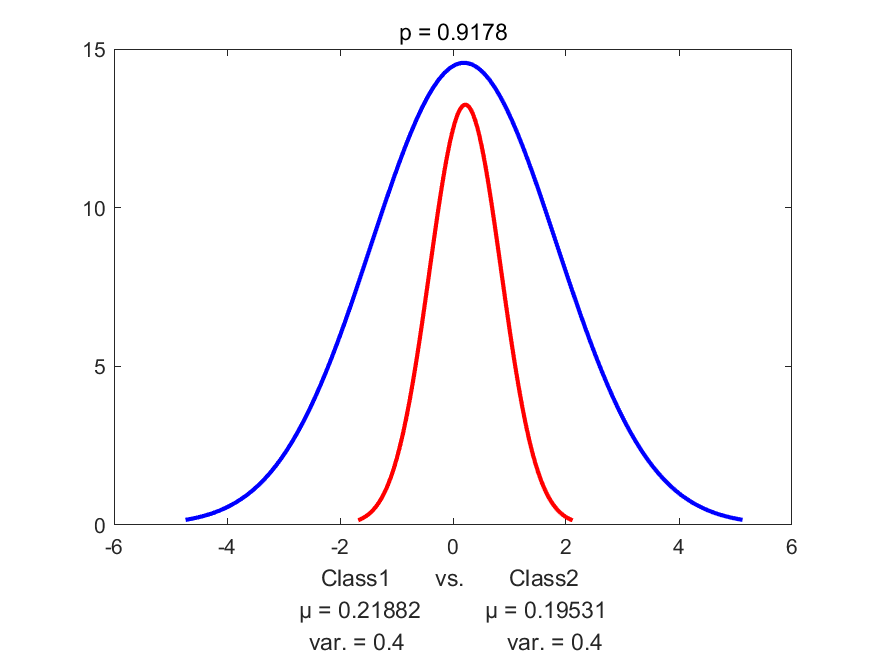 p = 0.9178
15
10
5
0
-6 -4 -2 0 2 4 6
Class1 vs. Class2
μ = 0.21882 μ = 0.19531
var. = 0.4 var. = 0.4